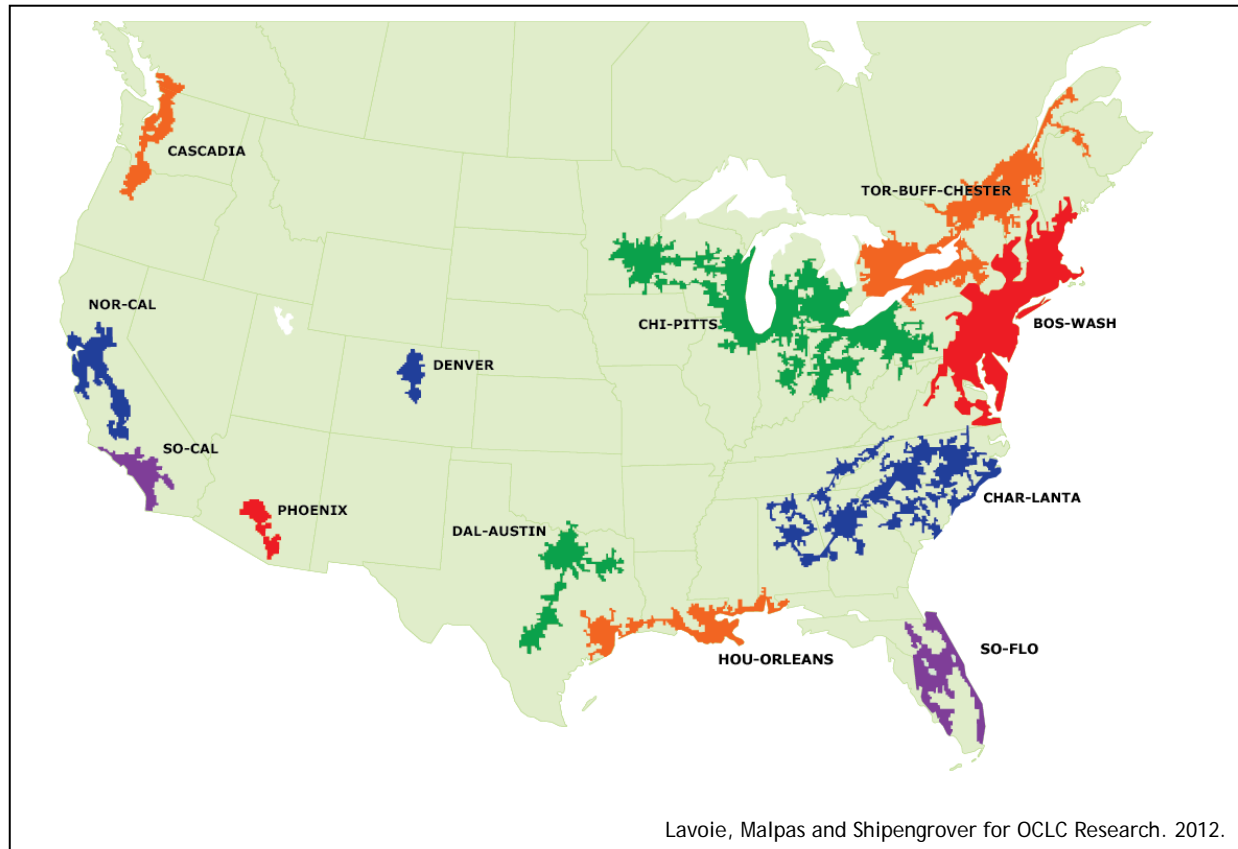 CASCADIA
TOR-BUFF-CHESTER
NOR-CAL
CHI-PITTS
BOS-WASH
DENVER
SO-CAL
CHAR-LANTA
PHOENIX
DAL-AUSTIN
SO-FLO
HOU-ORLEANS
Lavoie, Malpas and Shipengrover for OCLC Research. 2012.